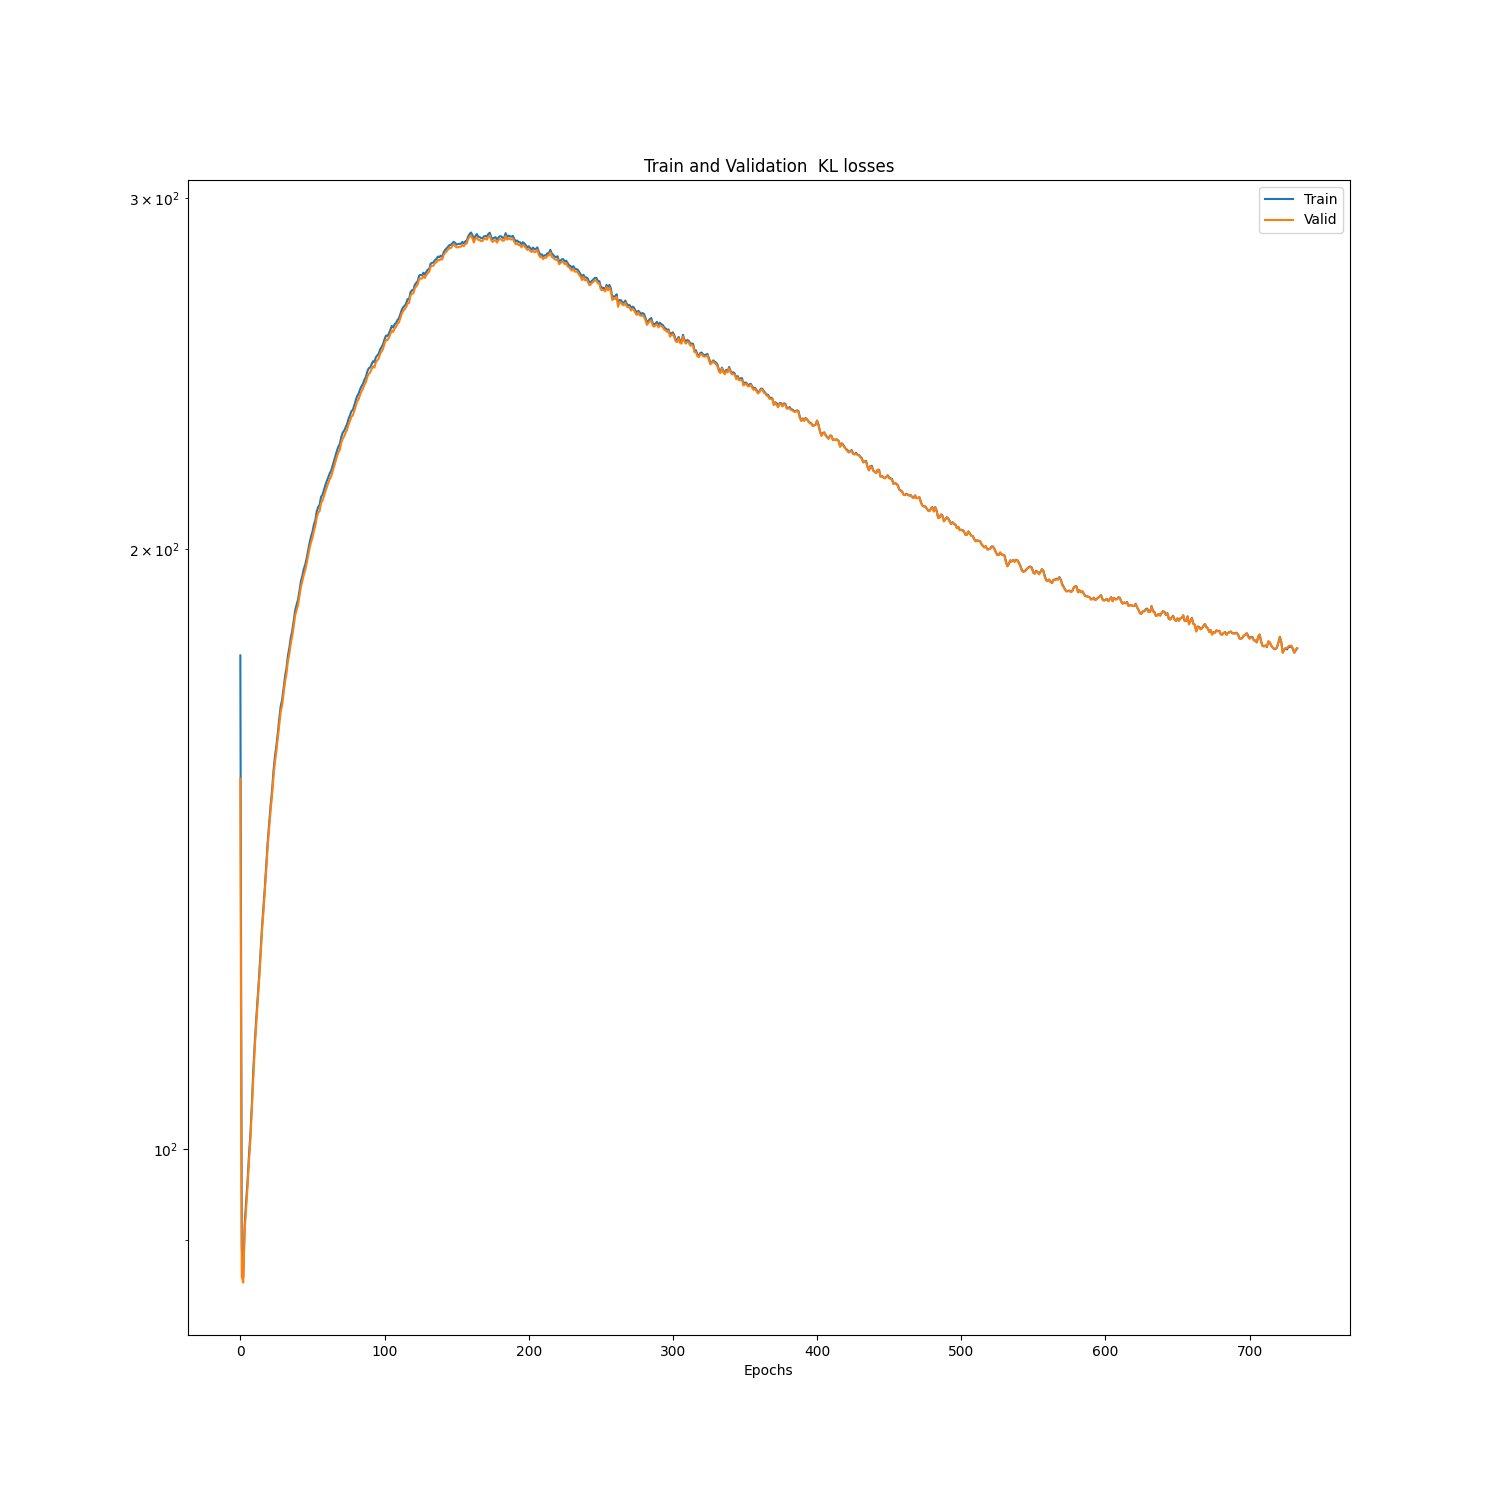 Train and Validation  KL losses
Train
Valid
3 × 10²
2 × 10²
10²
0 100 200 300 400 500 600 700
Epochs